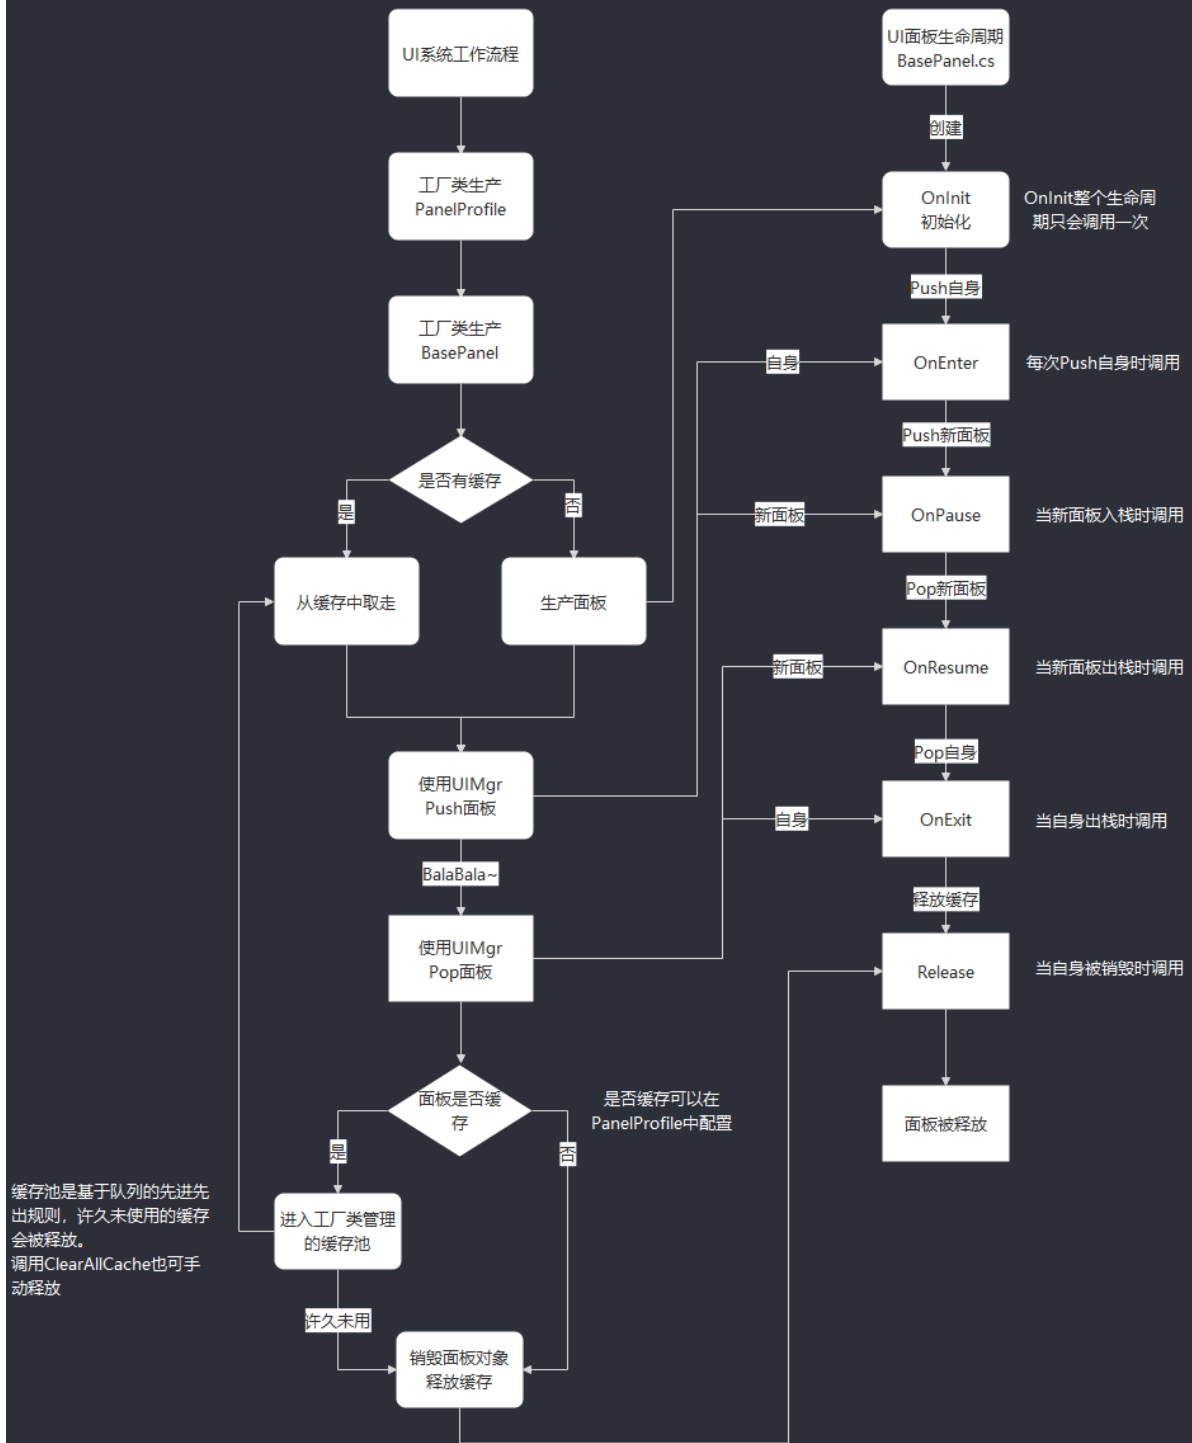 UI系统工作流程
工厂类生产
PanelProfile
工厂类生产
BasePanel
是否有缓存
是
否
从缓存中取走
生产面板
使用UIMgr
Push面板
BalaBala~
使用UIMgr
Pop面板
面板是否缓
存
是否缓存可以在
PanelProfile中配置
是
否
缓存池是基于队列的先进先
出规则，许久未使用的缓存
会被释放。
调用ClearAllCache也可手
动释放
进入工厂类管理
的缓存池
许久未用
销毁面板对象
释放缓存
UI面板生命周期
BasePanel.cs
创建
OnInit
初始化
OnInit整个生命周
期只会调用一次
Push自身
自身
OnEnter
每次Push自身时调用
Push新面板
新面板
OnPause
当新面板入栈时调用
Pop新面板
新面板
OnResume
当新面板出栈时调用
Pop自身
自身
OnExit
当自身出栈时调用
释放缓存
Release
当自身被销毁时调用
面板被释放